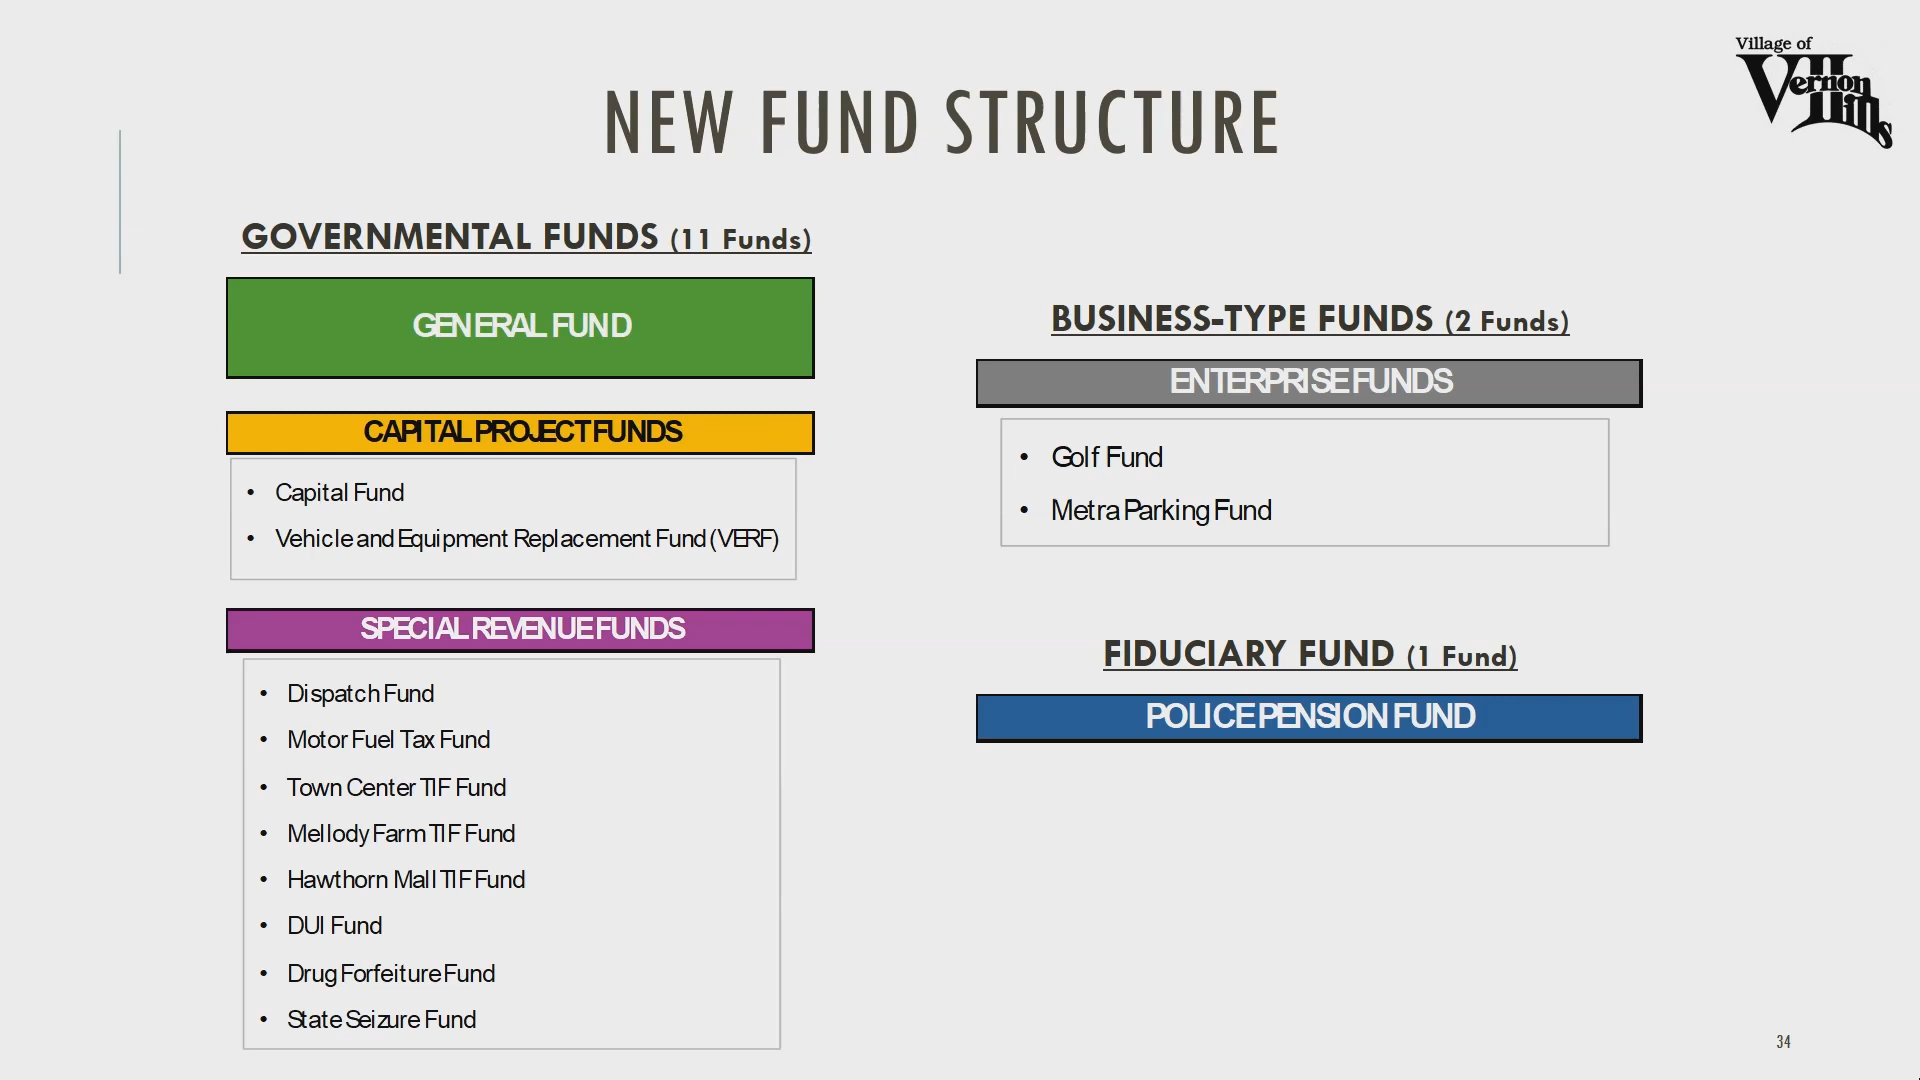 Village of
Vernon
Hills
NEW FUND STRUCTURE
GOVERNMENTAL FUNDS (11 Funds)
GENERAL FUND
CAPITAL PROJECT FUNDS
• Capital Fund
• Vehicle and Equipment Replacement Fund (VERF)
SPECIAL REVENUE FUNDS
• Dispatch Fund
• Motor Fuel Tax Fund
• Town Center TIF Fund
• Mellody Farm TIF Fund
• Hawthorn Mall TIF Fund
• DUI Fund
• Drug Forfeiture Fund
• State Seizure Fund
BUSINESS-TYPE FUNDS (2 Funds)
ENTERPRISE FUNDS
• Golf Fund
• Metra Parking Fund
FIDUCIARY FUND (1 Fund)
POLICE PENSION FUND
34